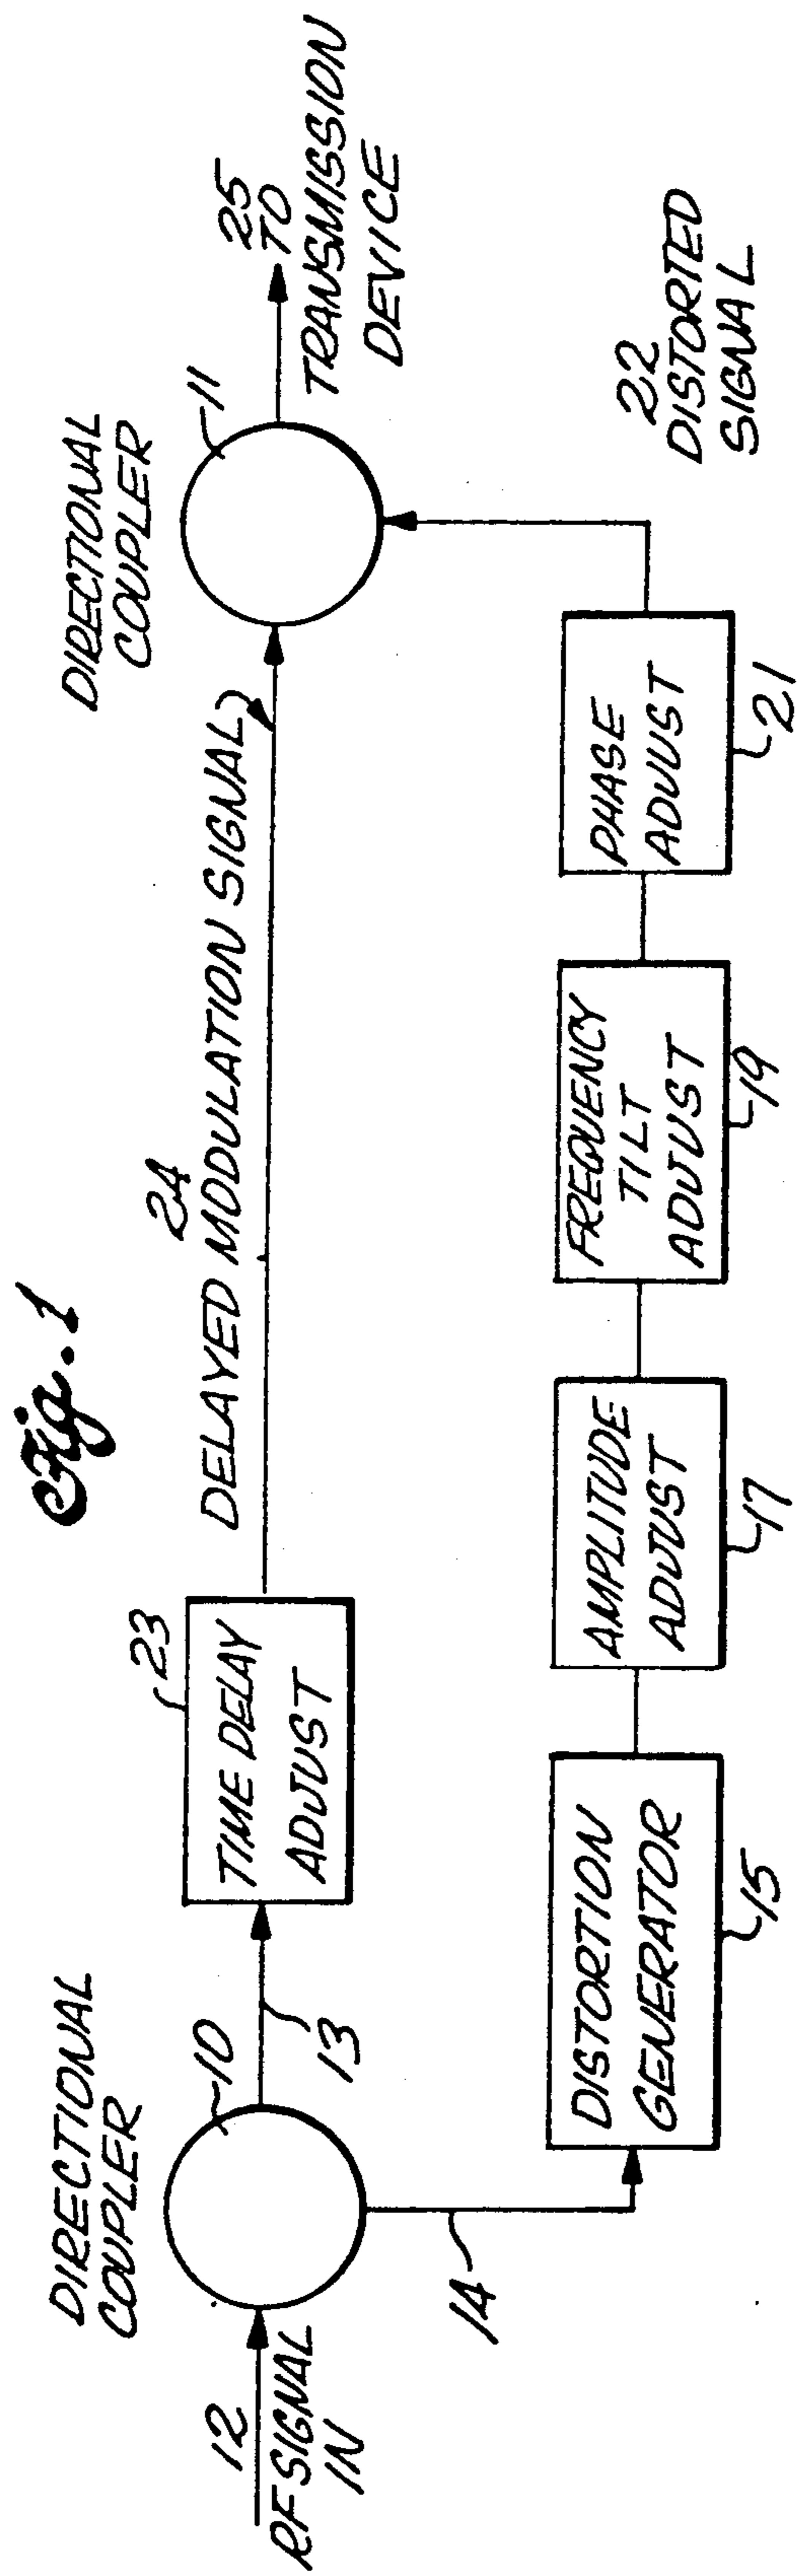 Fig. 1
DIRECTIONAL
COUPLER
10
12
RF SIGNAL
IN
13
14
23
TIME DELAY
ADJUST
24
DELAYED MODULATION SIGNAL
DIRECTIONAL
COUPLER
11
25
TO
TRANSMISSION
DEVICE
DISTORTION
GENERATOR
15
AMPLITUDE
ADJUST
17
FREQUENCY
TILT
ADJUST
19
PHASE
ADJUST
21
22
DISTORTED
SIGNAL